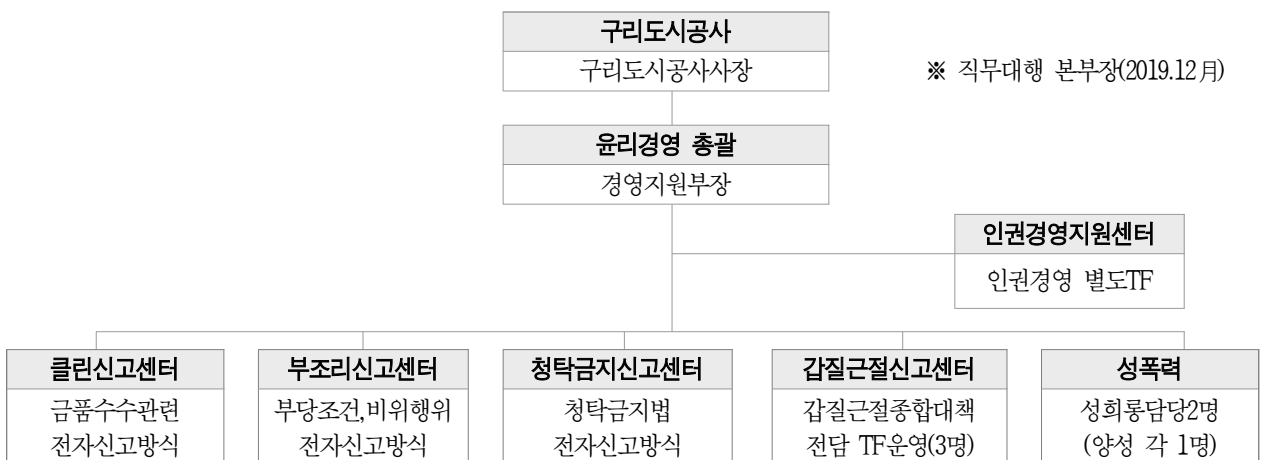 구리도시공사
구리도시공사사장
※ 직무대행 본부장(2019.12月)
윤리경영 총괄
경영지원부장
인권경영지원센터
인권경영 별도TF
클린신고센터
금품수수관련
전자신고방식
부조리신고센터
부당조건,비위행위
전자신고방식
청탁금지신고센터
청탁금지법
전자신고방식
갑질근절신고센터
갑질근절종합대책
전담 TF운영(3명)
성폭력
성희롱담당2명
(양성 각 1명)